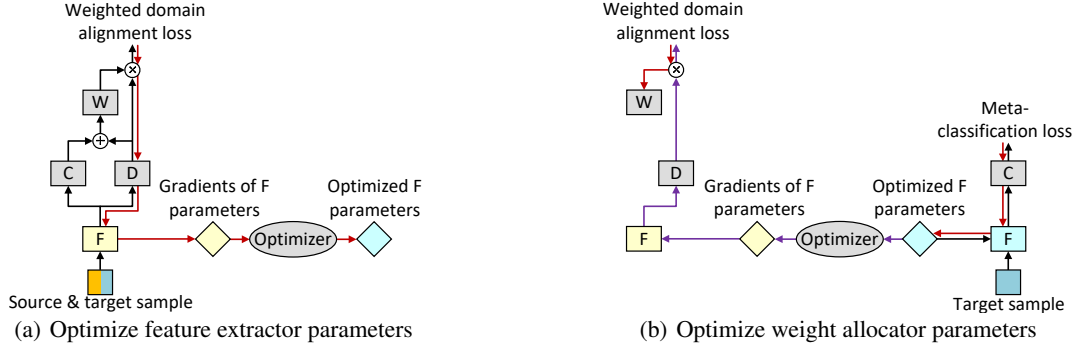 Weighted domain
alignment loss
×
W
+
C
D
Gradients of F
parameters
Optimized F
parameters
F
Optimizer
Source & target sample
(a) Optimize feature extractor parameters
Weighted domain
alignment loss
×
W
Meta-
classification loss
D
C
Gradients of F
parameters
Optimized F
parameters
F
Optimizer
F
Target sample
(b) Optimize weight allocator parameters